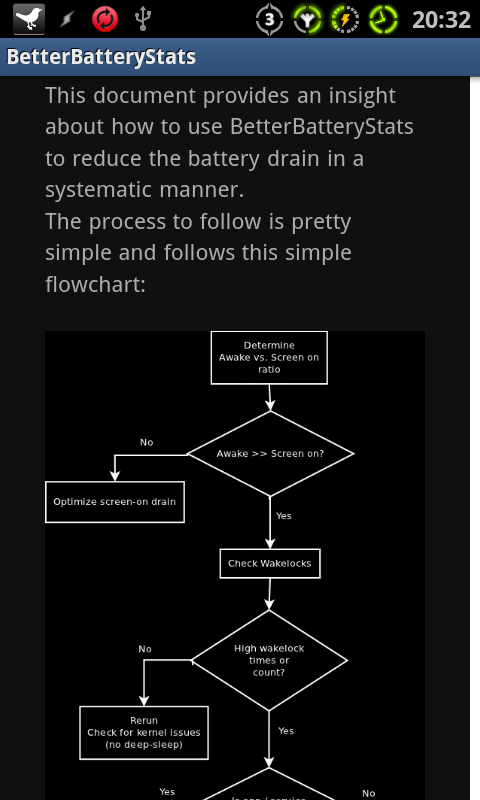 3
20:32
BetterBatteryStats
This document provides an insight
about how to use BetterBatteryStats
to reduce the battery drain in a
systematic manner.
The process to follow is pretty
simple and follows this simple
flowchart:
Determine
Awake vs. Screen on
ratio
Awake >> Screen on?
No
Optimize screen-on drain
Yes
Check Wakelocks
High wakelock
times or
count?
No
Rerun
Check for kernel issues
(no deep-sleep)
Yes
Yes
No